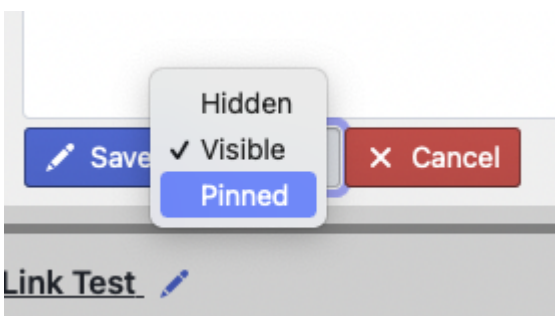 Hidden
✓ Visible
Save
× Cancel
Pinned
Link Test